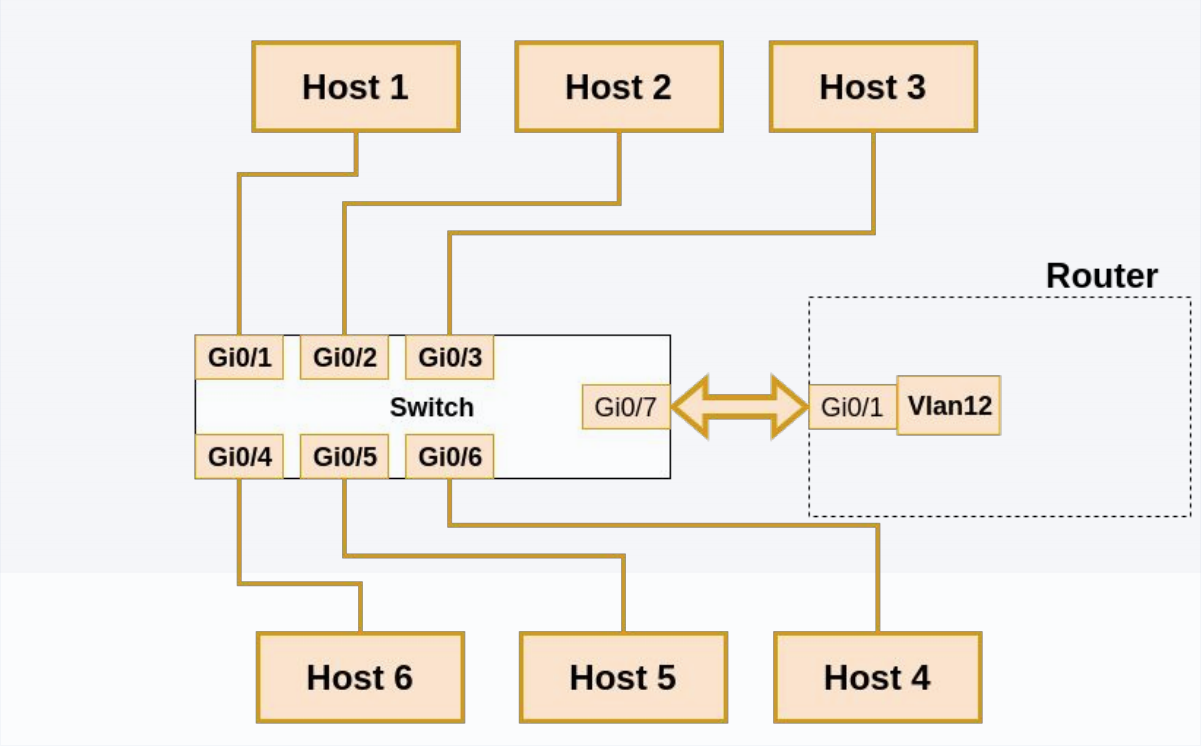 Host 1
Host 2
Host 3
Router
Gi0/1
Gi0/2
Gi0/3
Switch
Gi0/7
Gi0/1
Vlan12
Gi0/4
Gi0/5
Gi0/6
Host 6
Host 5
Host 4